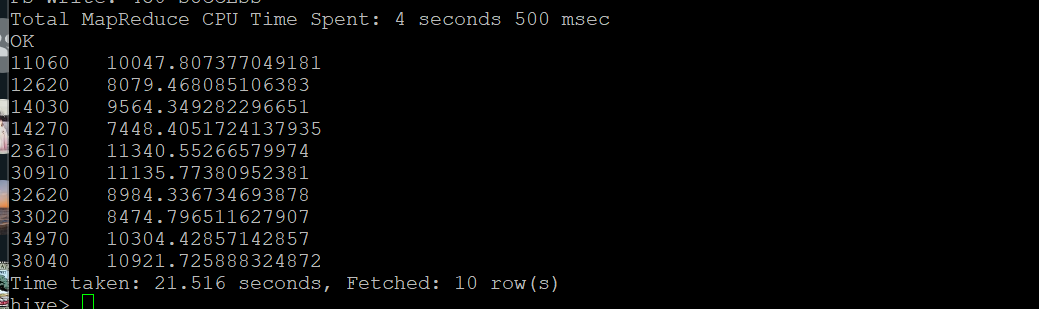 Total MapReduce CPU Time Spent: 4 seconds 500 msec
OK
11060 10047.807377049181
12620 8079.468085106383
14030 9564.349282296651
14270 7448.4051724137935
23610 11340.55266579974
30910 11135.77380952381
32620 8984.336734693878
33020 8474.796511627907
34970 10304.42857142857
38040 10921.725888324872
Time taken: 21.516 seconds, Fetched: 10 row(s)
hive>